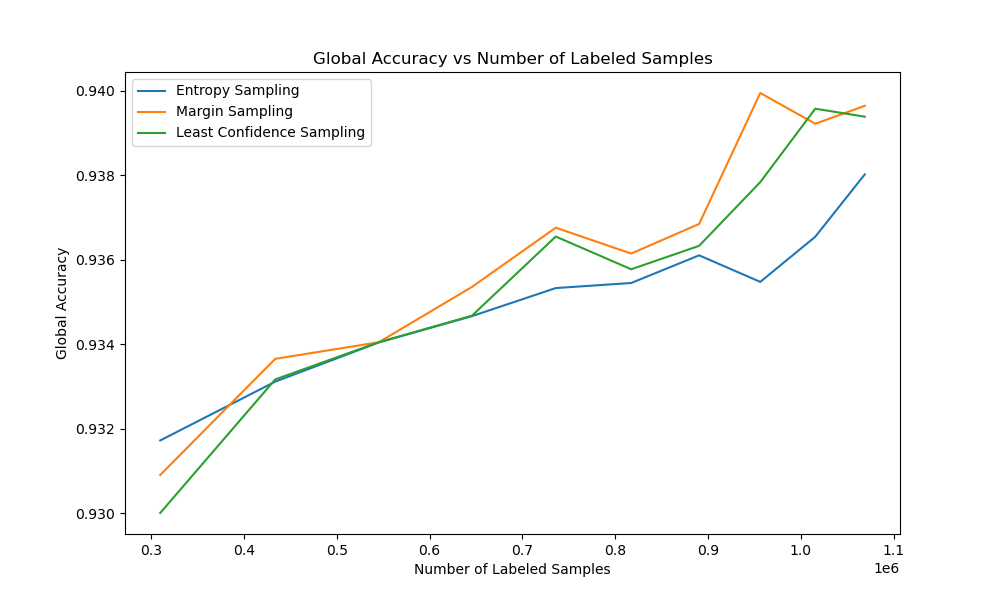 Global Accuracy vs Number of Labeled Samples
Entropy Sampling
Margin Sampling
Least Confidence Sampling
0.940
0.938
0.936
0.934
0.932
0.930
Global Accuracy
0.3 0.4 0.5 0.6 0.7 0.8 0.9 1.0 1.1
1e6
Number of Labeled Samples